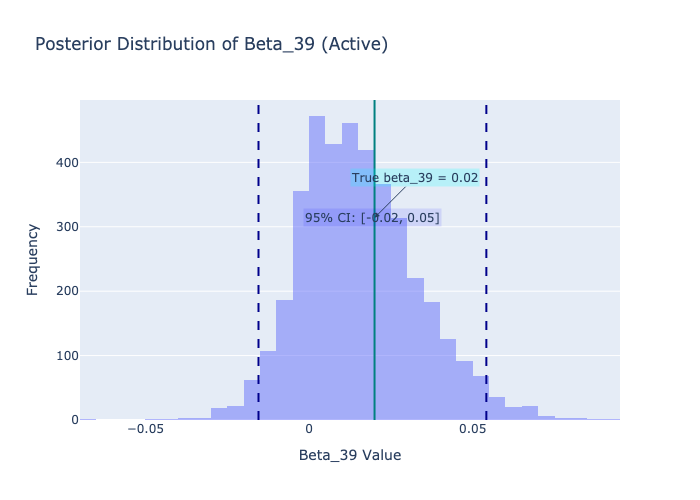 Posterior Distribution of Beta_39 (Active)
400
300
200
100
0
Frequency
True beta_39 = 0.02
95% CI: [-0.02, 0.05]
−0.05
0
0.05
Beta_39 Value